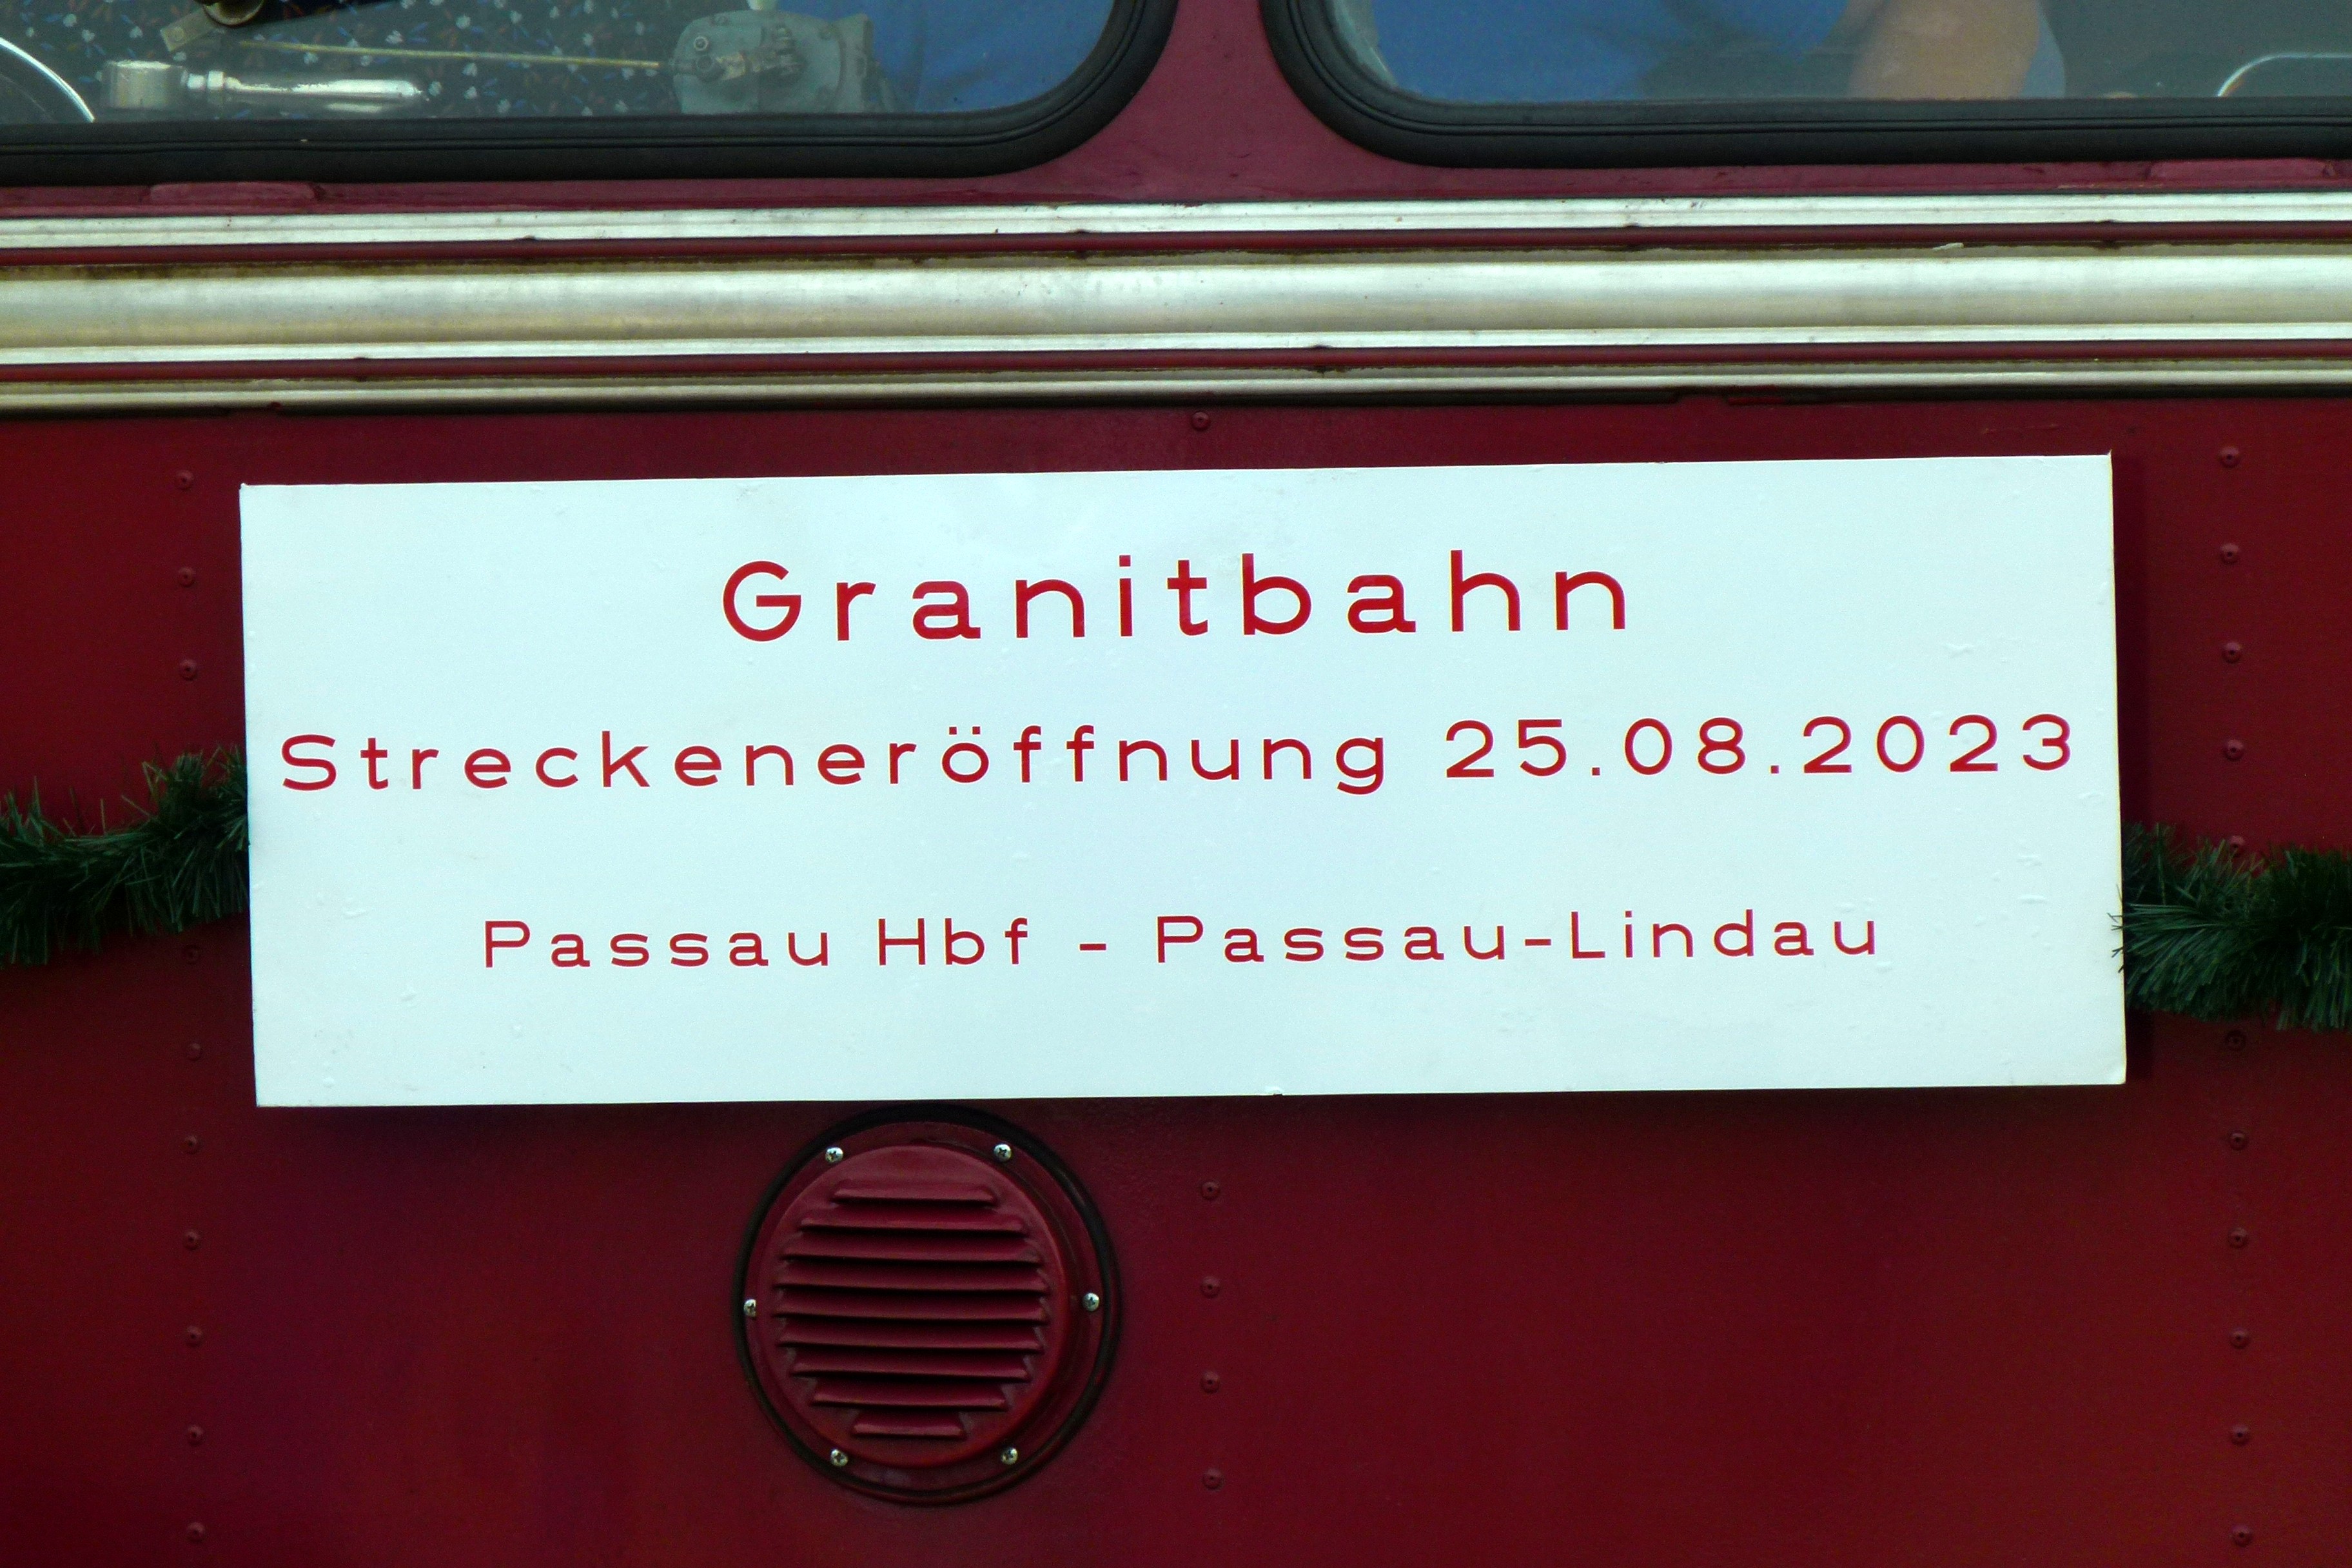 Granitbahn
Streckeneröffnung 25.08.2023
Passau Hbf - Passau-Lindau